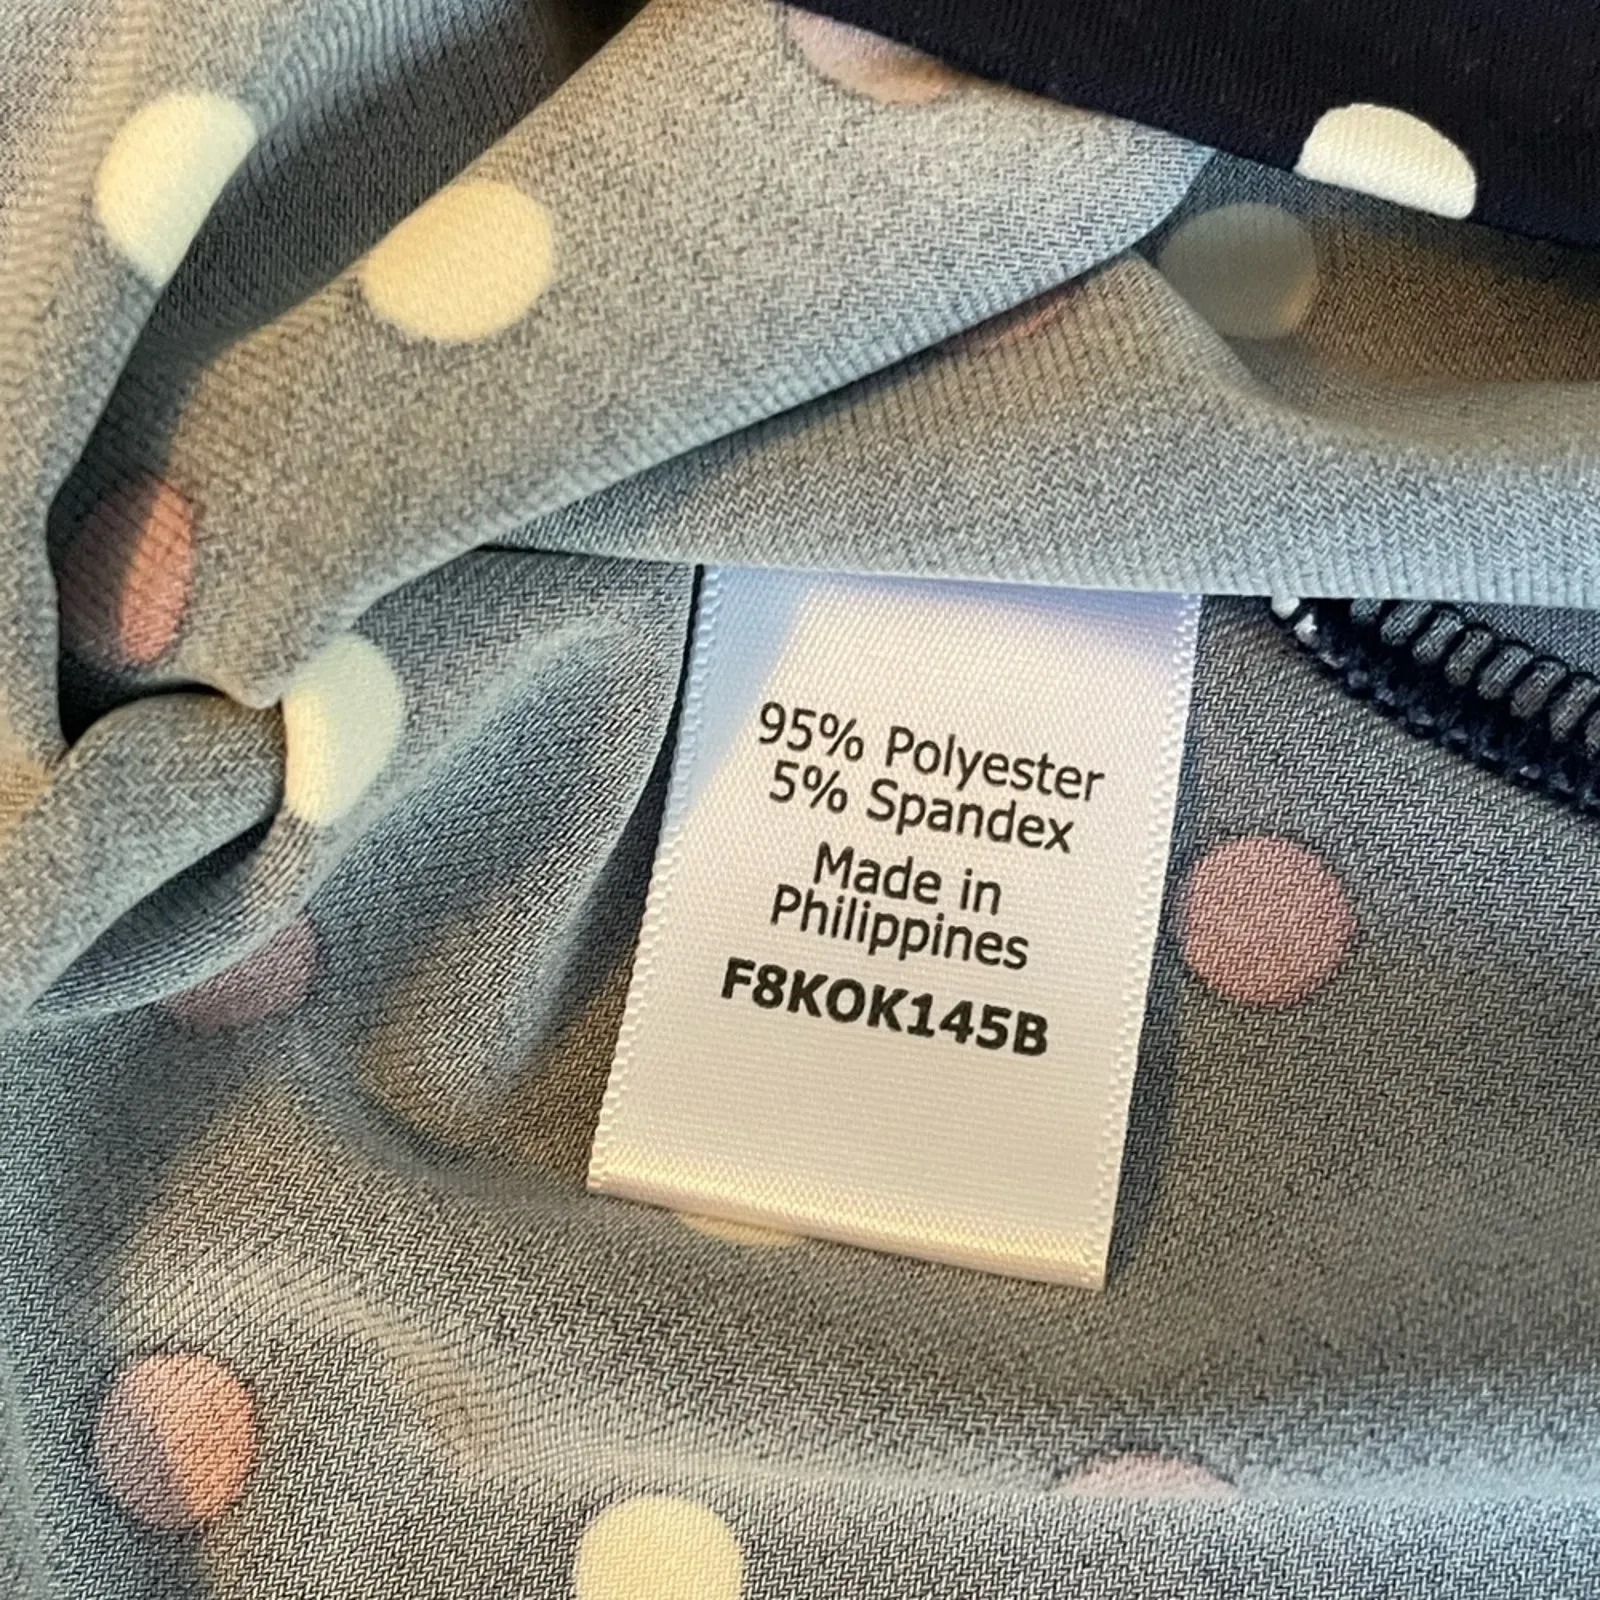 95% Polyester
5% Spandex
Made in
Philippines
F8KOK145B